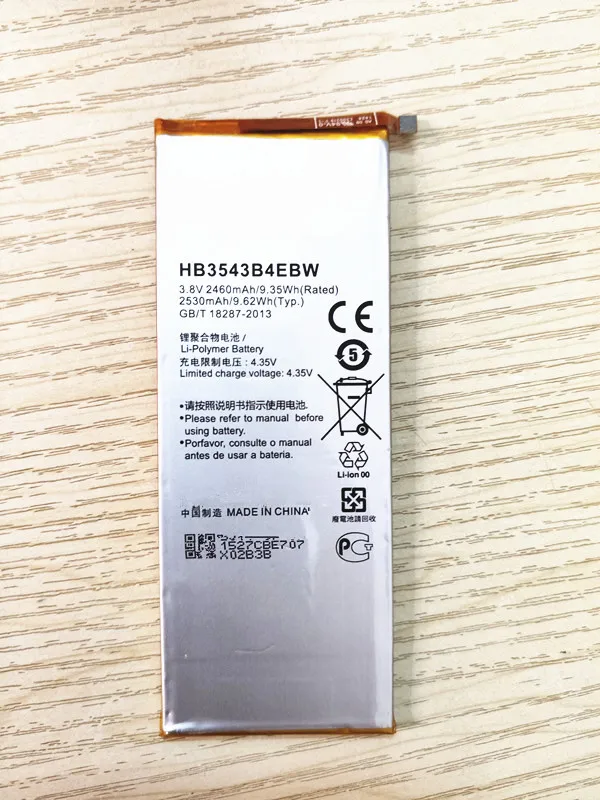 HB3543B4EBW
3.8V 2460mAh/9.35Wh(Rated)
2530mAh/9.62Wh(Typ.)
GB/T 18287-2013
CE
锂聚合物电池/
Li-Polymer Battery
充电限制电压:4.35V
Limited charge voltage: 4.35V
5
•请按照说明书指示使用电池.
•Please refer to manual before
using battery.
•Porfavor, consulte o manual
antes de usar a bateria.
Li-ion 00
中国制造 MADE IN CHINA
廢電池請回收
1527CBE707
X02B3B